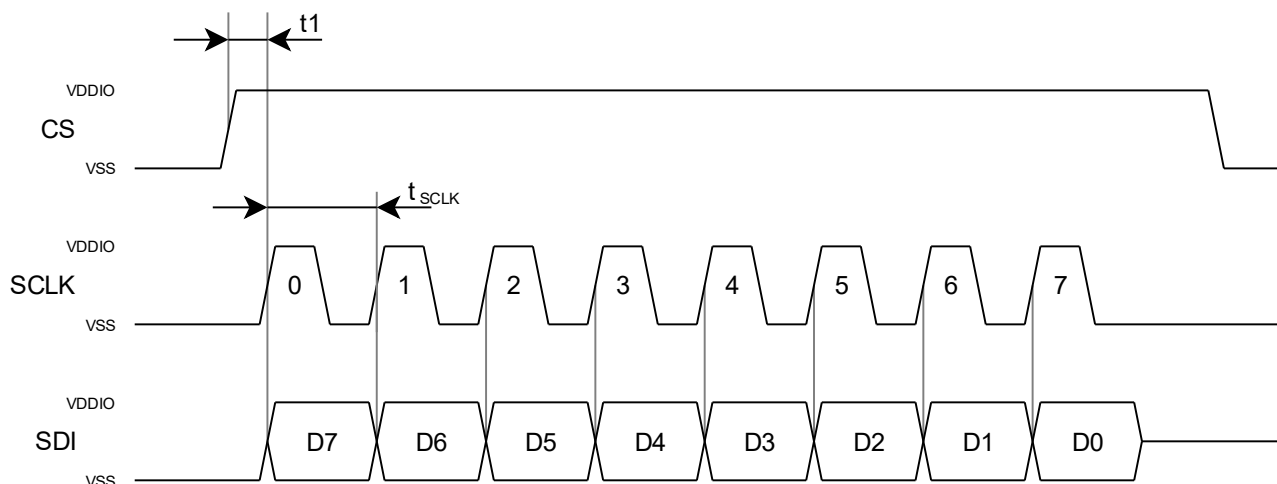 t1
VDDIO
CS
VSS
tSCLK
VDDIO
SCLK
0 1 2 3 4 5 6 7
VSS
VDDIO
SDI
D7 D6 D5 D4 D3 D2 D1 D0
VSS